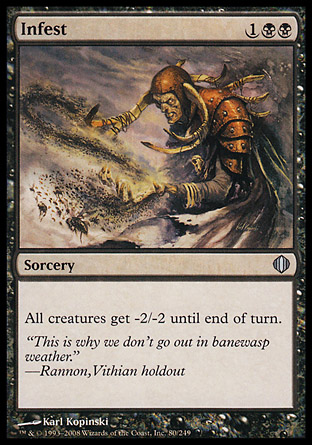 Infest 1
Sorcery
All creatures get -2/-2 until end of turn.
“This is why we don’t go out in banewasp
weather.”
—Rannon, Vithian holdout
Karl Kopinski
™ & © 1993–2008 Wizards of the Coast, Inc. 80/249